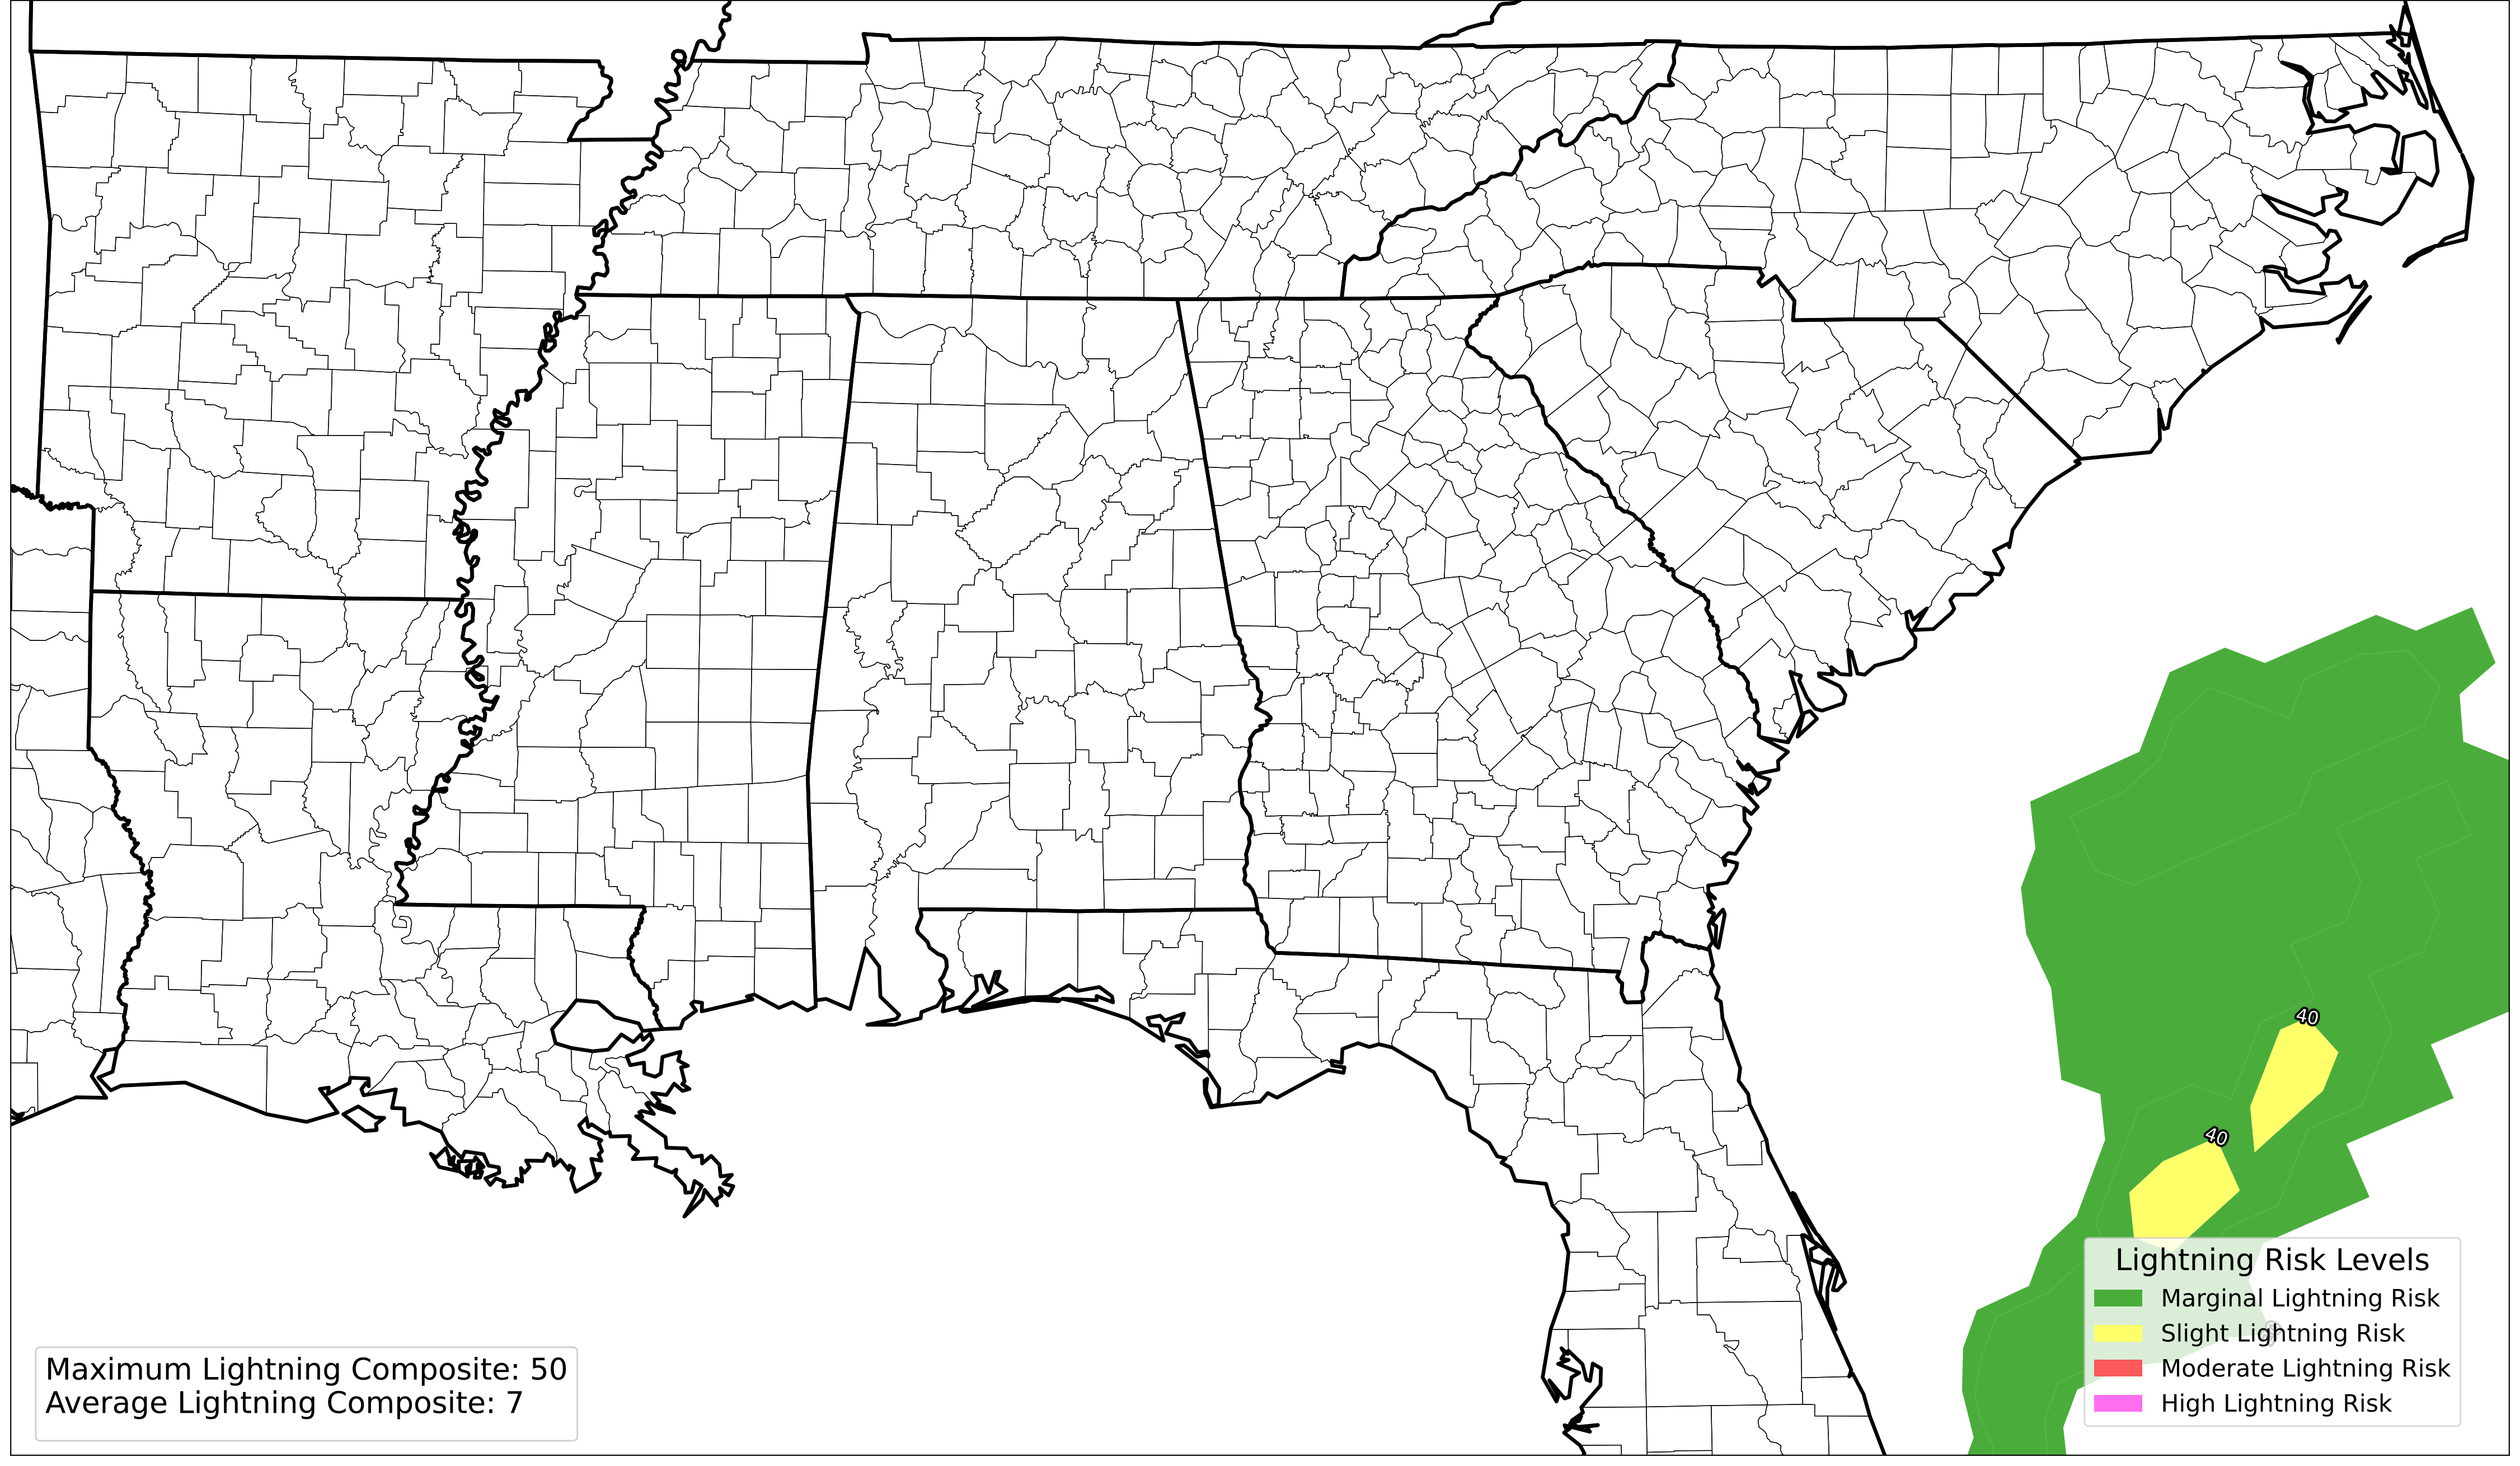 40
40
Lightning Risk Levels
Marginal Lightning Risk
Slight Lightning Risk
Moderate Lightning Risk
High Lightning Risk
Maximum Lightning Composite: 50
Average Lightning Composite: 7